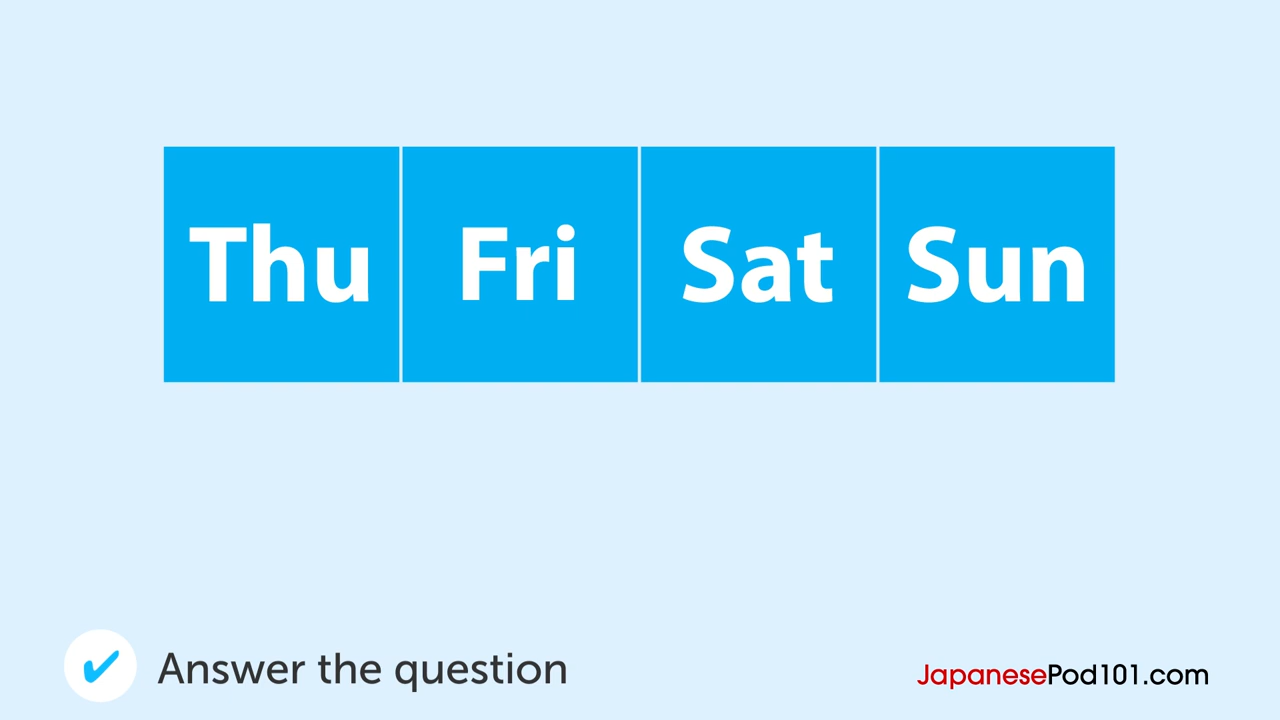 Thu Fri Sat Sun
✔ Answer the question
JapanesePod101.com